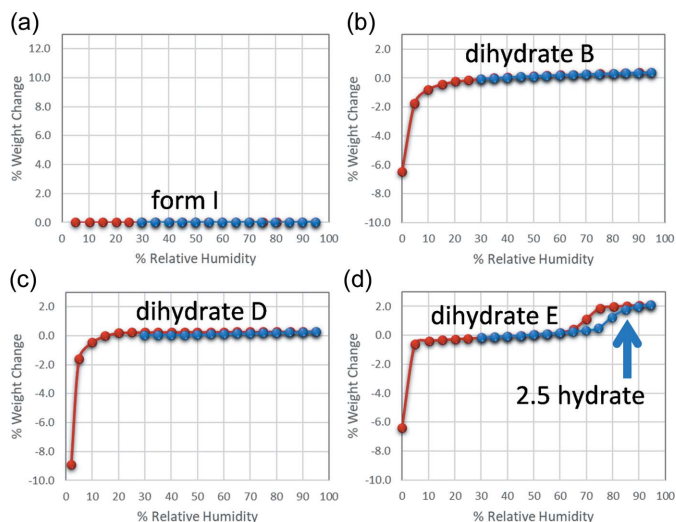 (a)
13.0
12.0
10.0
8.0
6.0
4.0
2.0
0.0
% Weight Change
form I
0 10 20 30 40 50 60 70 80 90 100
% Relative Humidity
(b)
2.0
0.0
-2.0
-4.0
-6.0
-8.0
-10.0
% Weight Change
dihydrate B
0 10 20 30 40 50 60 70 80 90 100
% Relative Humidity
(c)
2.0
0.0
-2.0
-4.0
-6.0
-8.0
-10.0
% Weight Change
dihydrate D
0 10 20 30 40 50 60 70 80 90 100
% Relative Humidity
(d)
2.0
0.0
-2.0
-4.0
-6.0
-8.0
-10.0
% Weight Change
dihydrate E
2.5 hydrate
0 10 20 30 40 50 60 70 80 90 100
% Relative Humidity